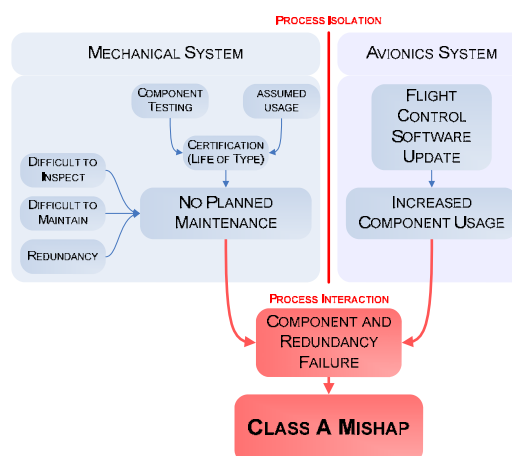 PROCESS ISOLATION
MECHANICAL SYSTEM
AVIONICS SYSTEM
COMPONENT
TESTING
ASSUMED
USAGE
CERTIFICATION
(LIFE OF TYPE)
DIFFICULT TO
INSPECT
DIFFICULT TO
MAINTAIN
REDUNDANCY
NO PLANNED
MAINTENANCE
FLIGHT
CONTROL
SOFTWARE
UPDATE
INCREASED
COMPONENT USAGE
PROCESS INTERACTION
COMPONENT AND
REDUNDANCY
FAILURE
CLASS A MISHAP